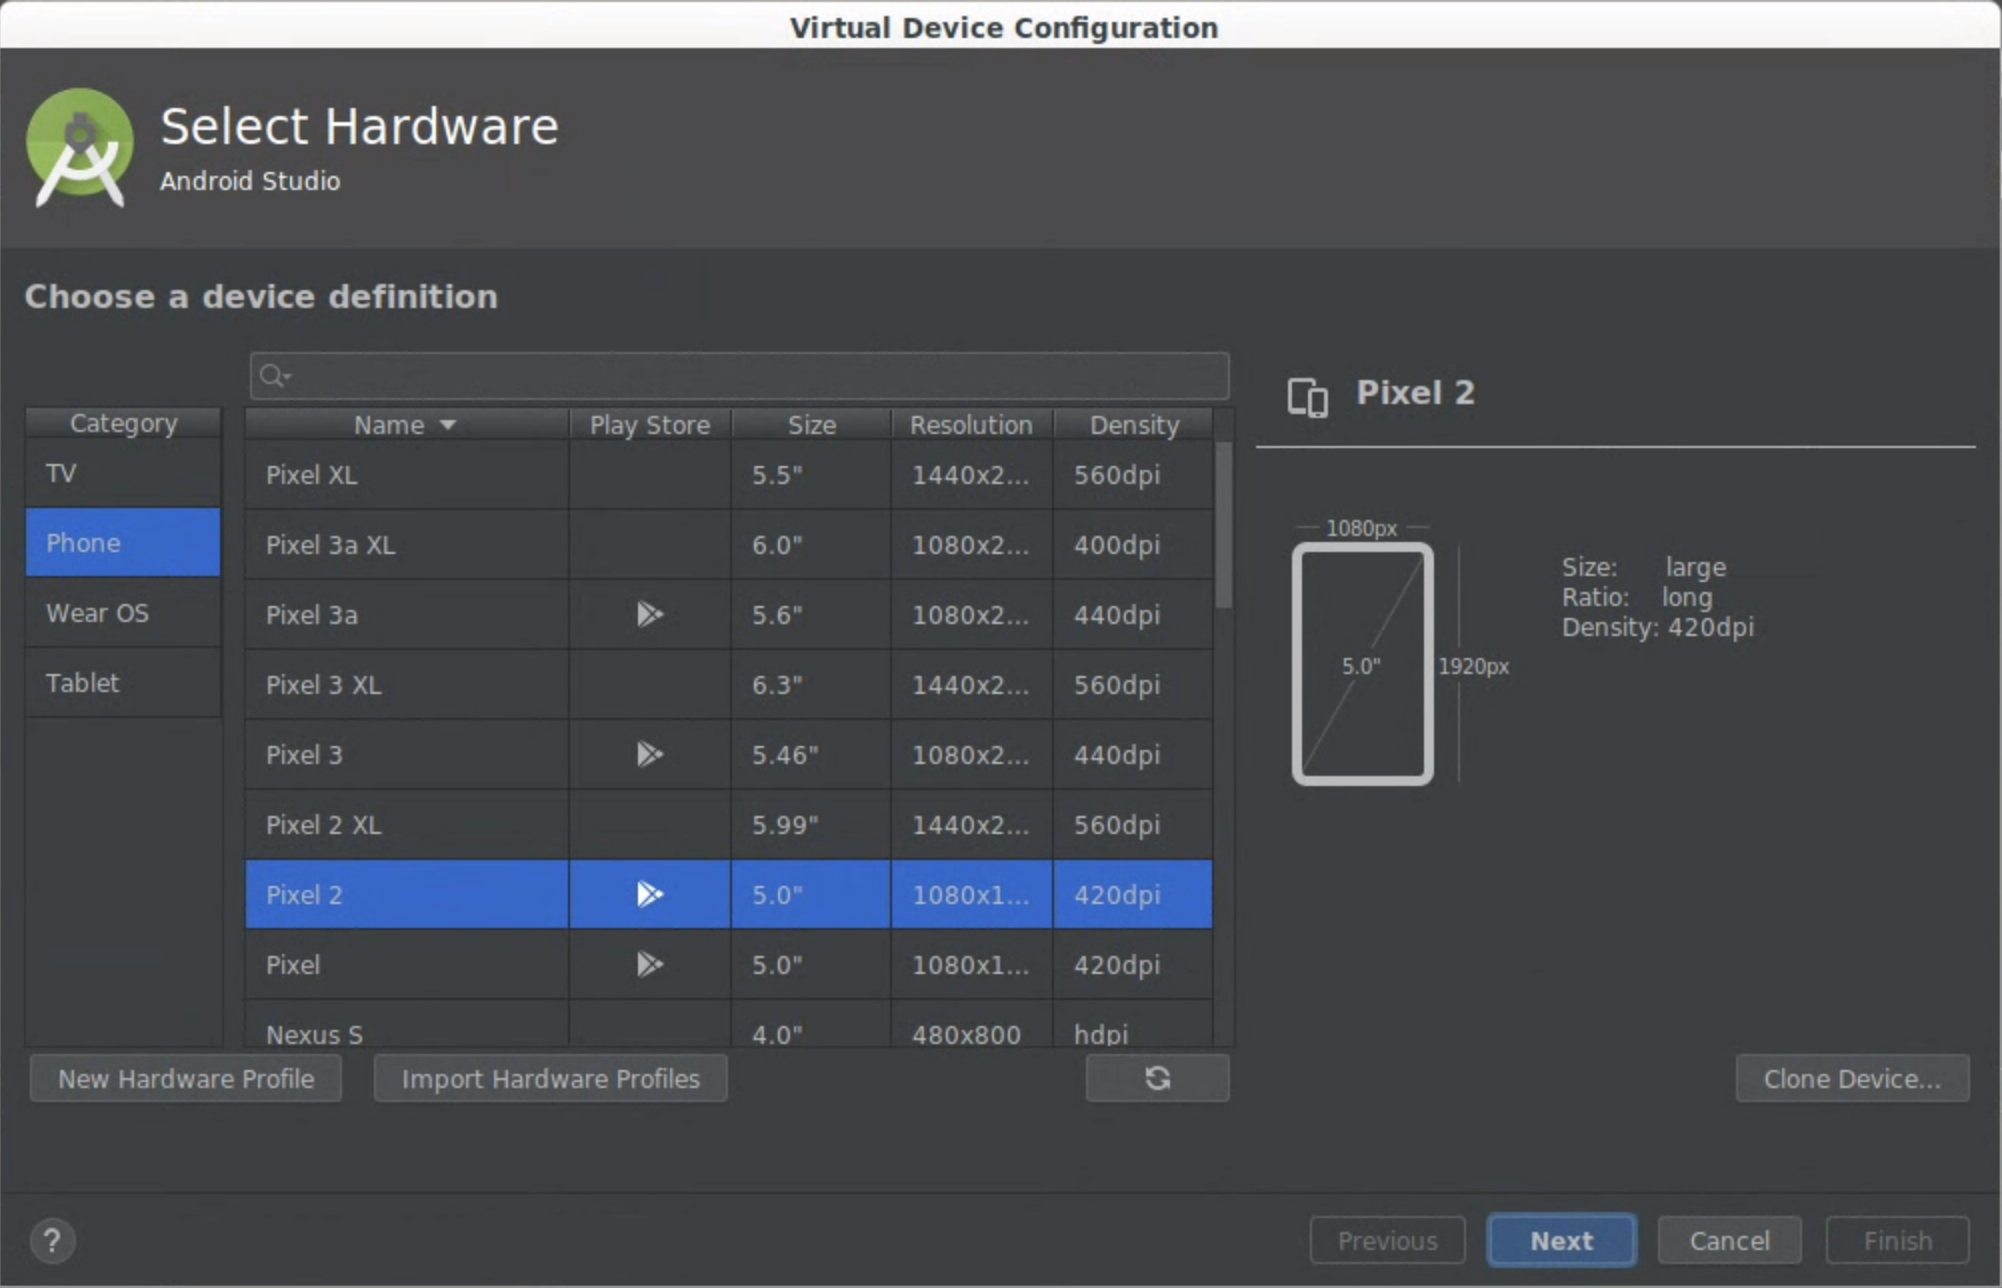 Virtual Device Configuration
Select Hardware
Android Studio
Choose a device definition
Category
TV
Phone
Wear OS
Tablet
Name Play Store Size Resolution Density
Pixel XL 5.5" 1440x2... 560dpi
Pixel 3a XL 6.0" 1080x2... 400dpi
Pixel 3a 5.6" 1080x2... 440dpi
Pixel 3 XL 6.3" 1440x2... 560dpi
Pixel 3 5.46" 1080x2... 440dpi
Pixel 2 XL 5.99" 1440x2... 560dpi
Pixel 2 5.0" 1080x1... 420dpi
Pixel 5.0" 1080x1... 420dpi
Nexus S 4.0" 480x800 hdpi
Pixel 2
1080px
5.0"
1920px
Size: large
Ratio: long
Density: 420dpi
New Hardware Profile Import Hardware Profiles Clone Device...
? Previous Next Cancel Finish